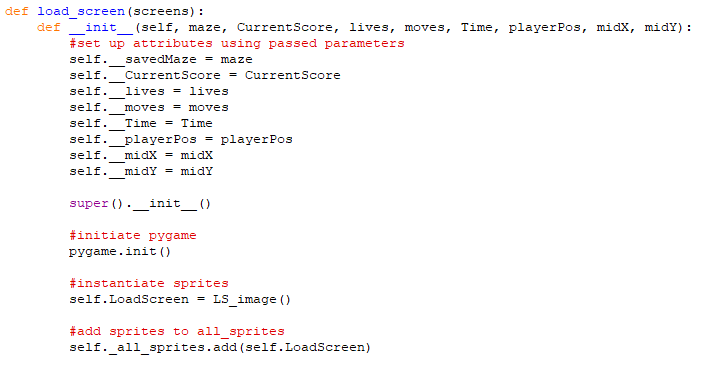 def load_screen(screens):
    def __init__(self, maze, CurrentScore, lives, moves, Time, playerPos, midX, midY):
        #set up attributes using passed parameters
        self.__savedMaze = maze
        self.__CurrentScore = CurrentScore
        self.__lives = lives
        self.__moves = moves
        self.__Time = Time
        self.__playerPos = playerPos
        self.__midX = midX
        self.__midY = midY

        super().__init__()

        #initiate pygame
        pygame.init()

        #instantiate sprites
        self.LoadScreen = LS_image()

        #add sprites to all_sprites
        self._all_sprites.add(self.LoadScreen)